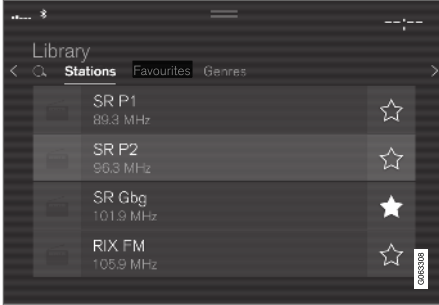 --:--
Library
Stations Favourites Genres
SR P1
89.3 MHz
SR P2
96.3 MHz
SR Gbg
101.9 MHz
RIX FM
105.9 MHz
G063308